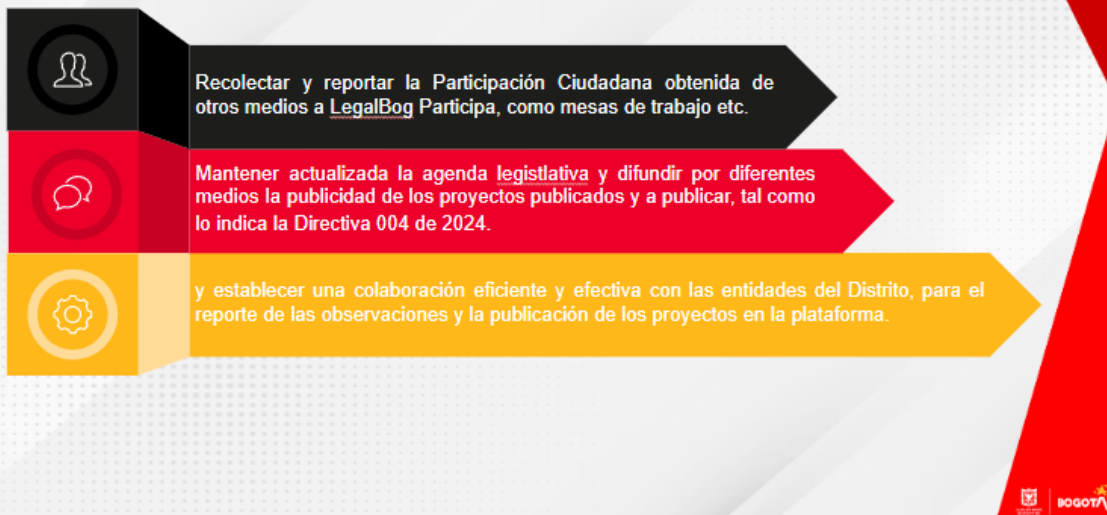 Recolectar y reportar la Participación Ciudadana obtenida de
otros medios a LegalBog Participa, como mesas de trabajo etc.
Mantener actualizada la agenda legistlativa y difundir por diferentes
medios la publicidad de los proyectos publicados y a publicar, tal como
lo indica la Directiva 004 de 2024.
y establecer una colaboración eficiente y efectiva con las entidades del Distrito, para el
reporte de las observaciones y la publicación de los proyectos en la plataforma.
BOGOTÁ